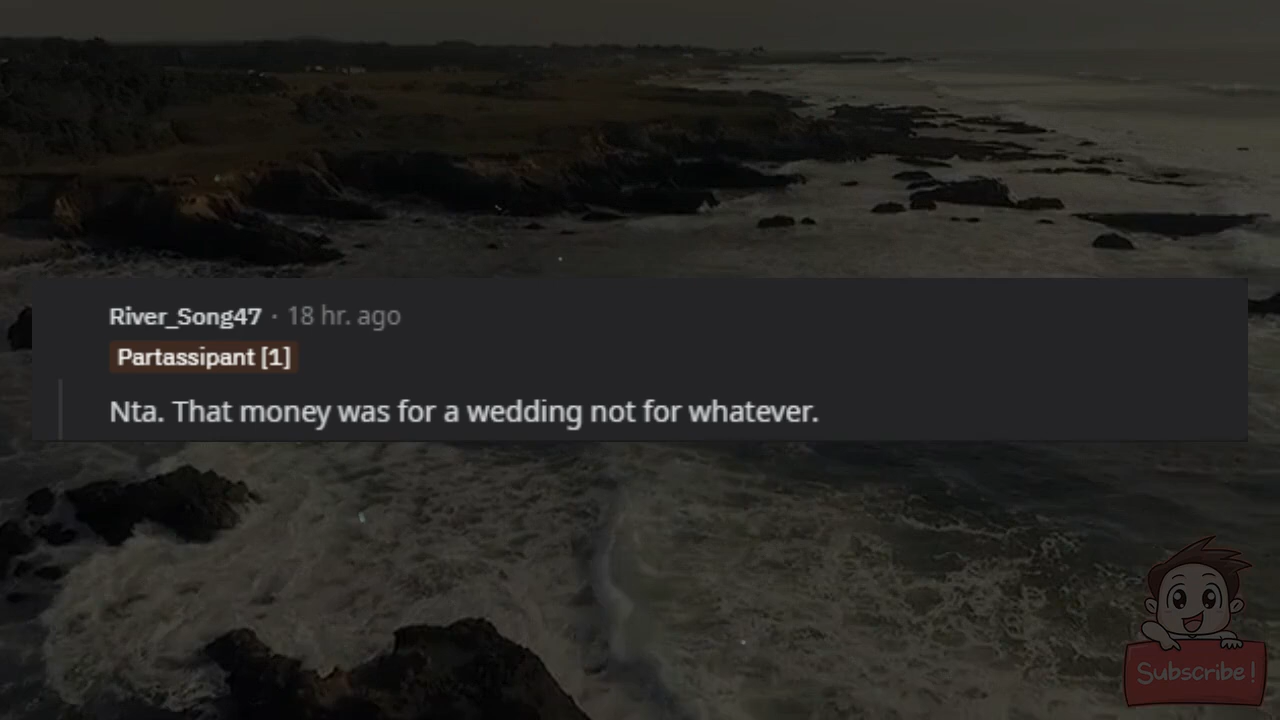 River_Song47 · 18 hr. ago
Partassipant [1]
Nta. That money was for a wedding not for whatever.
Subscribe!